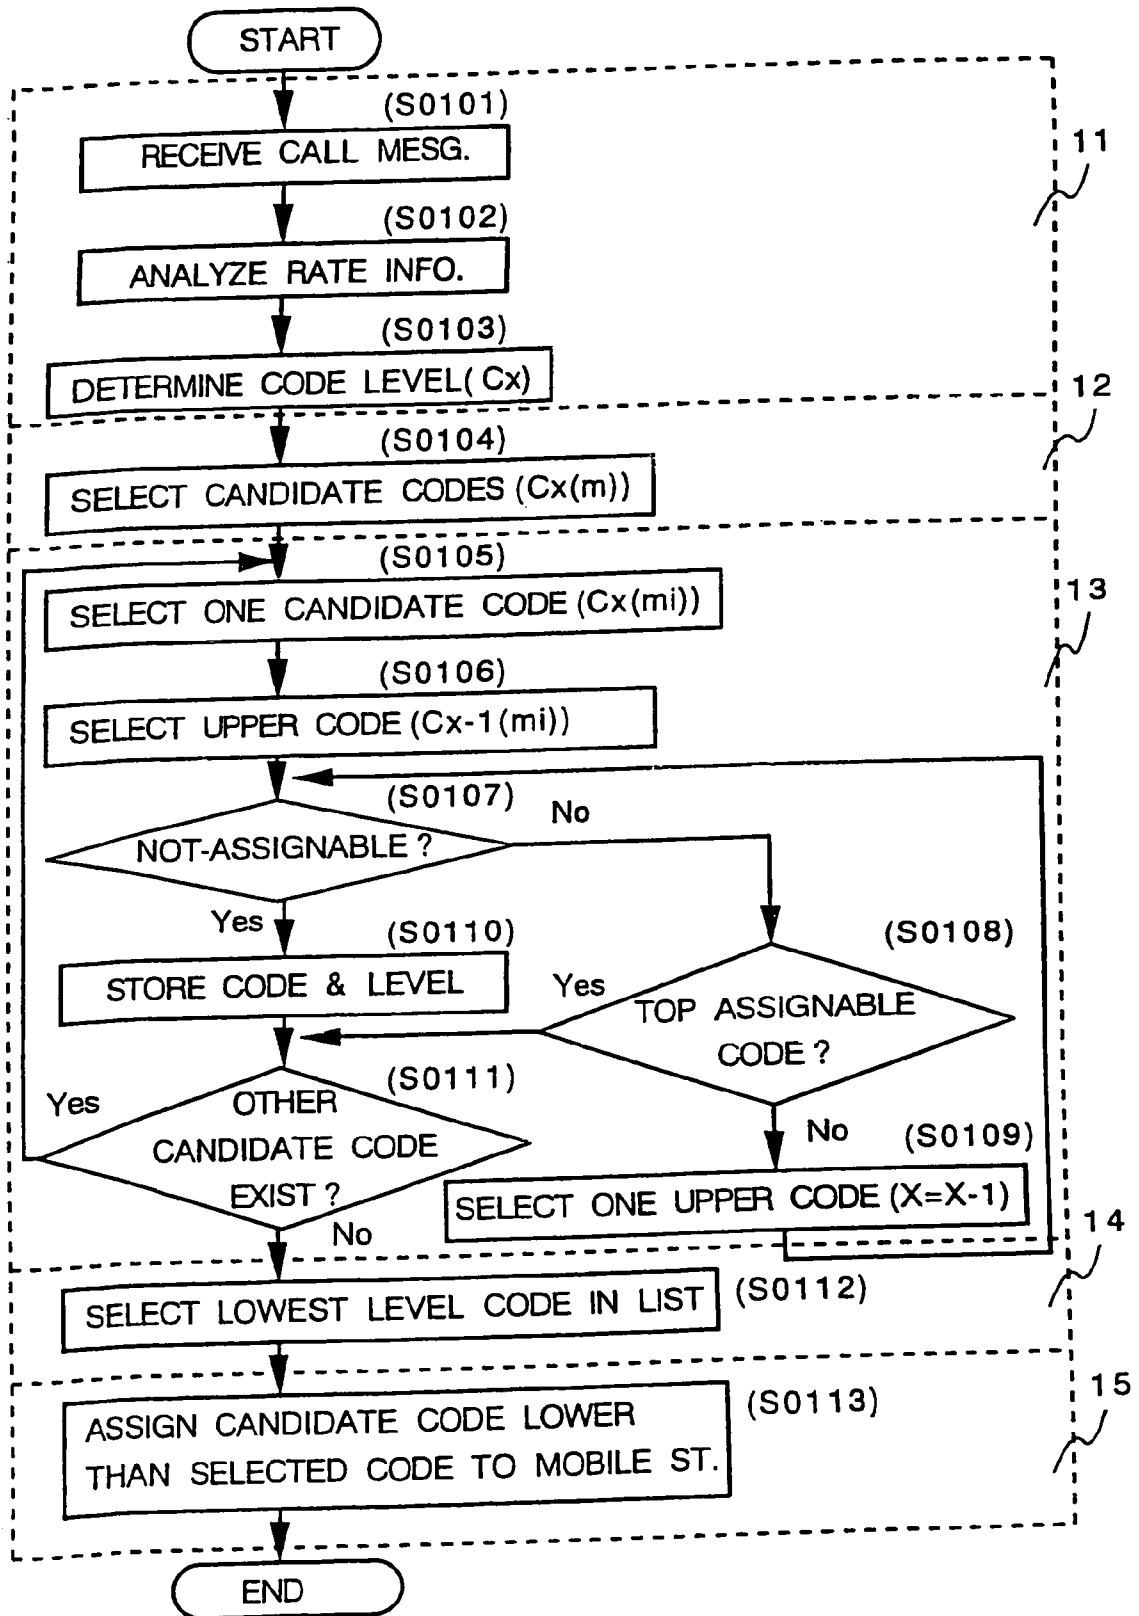 START
(S0101)
RECEIVE CALL MESG.
11
(S0102)
ANALYZE RATE INFO.
(S0103)
DETERMINE CODE LEVEL( Cx)
12
(S0104)
SELECT CANDIDATE CODES (Cx(m))
(S0105)
SELECT ONE CANDIDATE CODE (Cx(mi))
13
(S0106)
SELECT UPPER CODE (Cx-1(mi))
(S0107)
No
NOT-ASSIGNABLE ?
Yes
(S0110)
(S0108)
STORE CODE & LEVEL
Yes
TOP ASSIGNABLE
CODE ?
(S0111)
Yes
OTHER
CANDIDATE CODE
EXIST ?
No
(S0109)
SELECT ONE UPPER CODE (X=X-1)
No
14
SELECT LOWEST LEVEL CODE IN LIST
(S0112)
ASSIGN CANDIDATE CODE LOWER
THAN SELECTED CODE TO MOBILE ST.
(S0113)
15
END